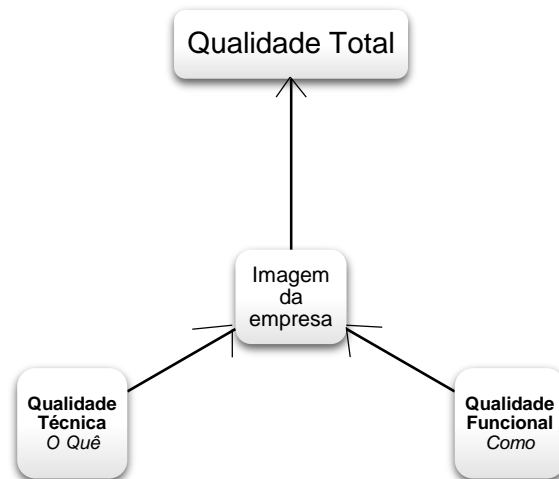 Qualidade Total
Imagem
da
empresa
Qualidade
Técnica
O Quê
Qualidade
Funcional
Como